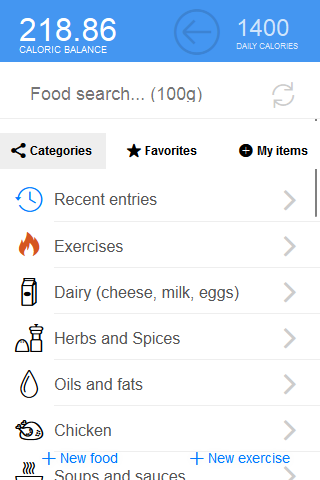 218.86
CALORIC BALANCE
1400
DAILY CALORIES
Food search... (100g)
Categories
Favorites
My items
Recent entries
Exercises
Dairy (cheese, milk, eggs)
Herbs and Spices
Oils and fats
Chicken
New food
New exercise
Soups and sauces